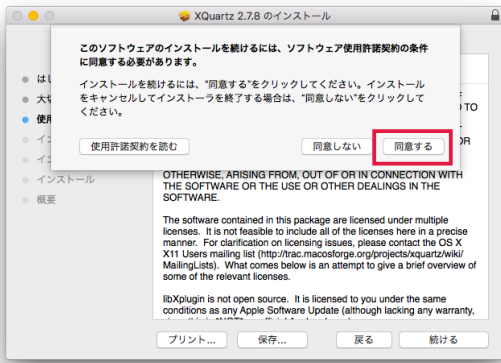 XQuartz 2.7.8 のインストール
このソフトウェアのインストールを続けるには、ソフトウェア使用許諾契約の条件
に同意する必要があります。
インストールを続けるには、"同意する"をクリックしてください。インストール
をキャンセルしてインストーラを終了する場合は、"同意しない"をクリックして
ください。
使用許諾契約を読む
同意しない
同意する
インストール
概要
TO
OTHERWISE, ARISING FROM, OUT OF OR IN CONNECTION WITH
THE SOFTWARE OR THE USE OR OTHER DEALINGS IN THE
SOFTWARE.
The software contained in this package are licensed under multiple
licenses. It is not feasible to include all of the licenses here in a precise
manner. For clarification on licensing issues, please contact the OS X
X11 Users mailing list (http://trac.macosforge.org/projects/xquartz/wiki/
MailingLists). What comes below is an attempt to give a brief overview of
some of the relevant licenses.
libXplugin is not open source. It is licensed to you under the same
conditions as any Apple Software Update (although lacking any warranty,
プリント...
保存...
戻る
続ける